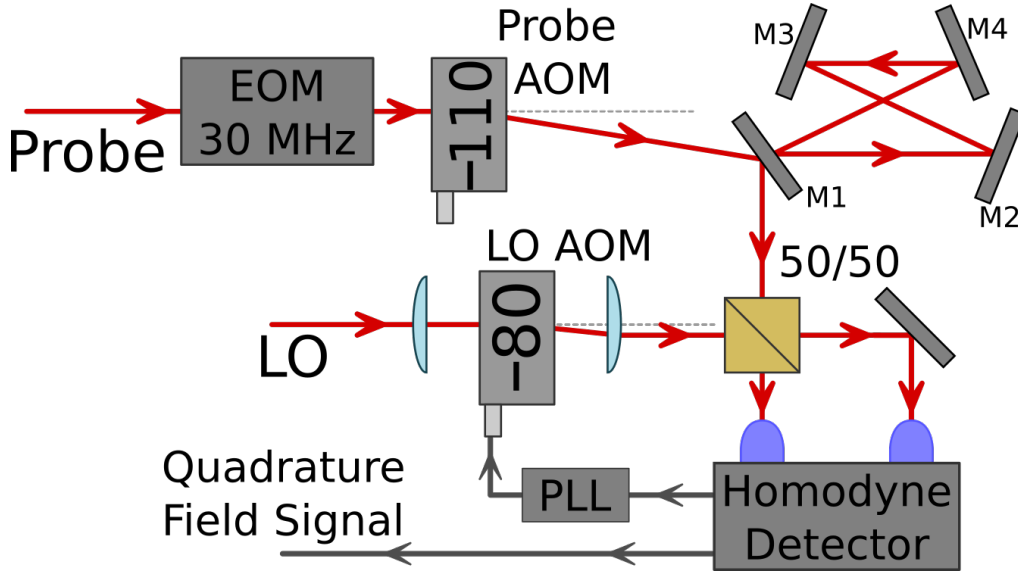 Probe
AOM
M3
M4
EOM
30 MHz
-110
Probe
M1
M2
LO AOM
50/50
-80
LO
Quadrature
Field Signal
PLL
Homodyne
Detector